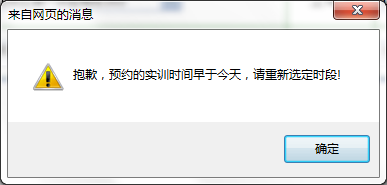 来自网页的消息
抱歉，预约的实训时间早于今天，请重新选定时段!
确定